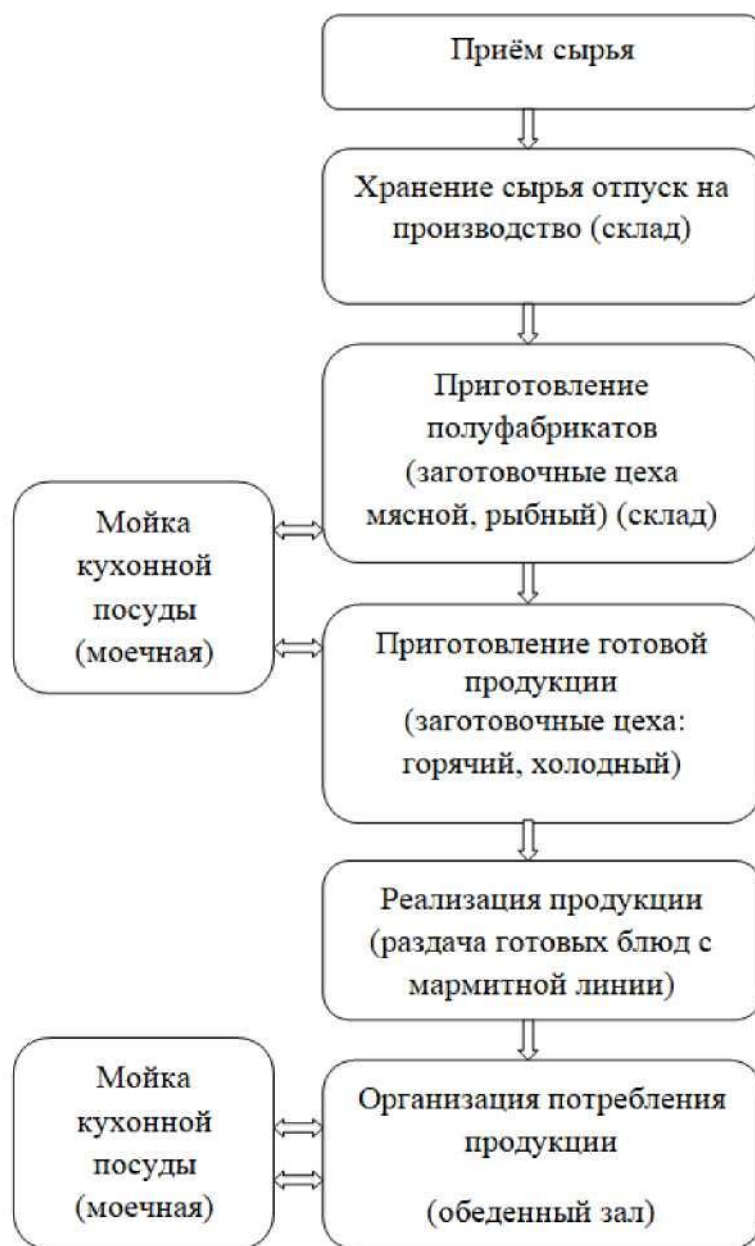 Приём сырья
Хранение сырья отпуск на
производство (склад)
Приготовление
полуфабрикатов
(заготовочные цеха
мясной, рыбный) (склад)
Мойка
кухонной
посуды
(моечная)
Приготовление готовой
продукции
(заготовочные цеха:
горячий, холодный)
Реализация продукции
(раздача готовых блюд с
мармитной линии)
Мойка
кухонной
посуды
(моечная)
Организация потребления
продукции
(обеденный зал)